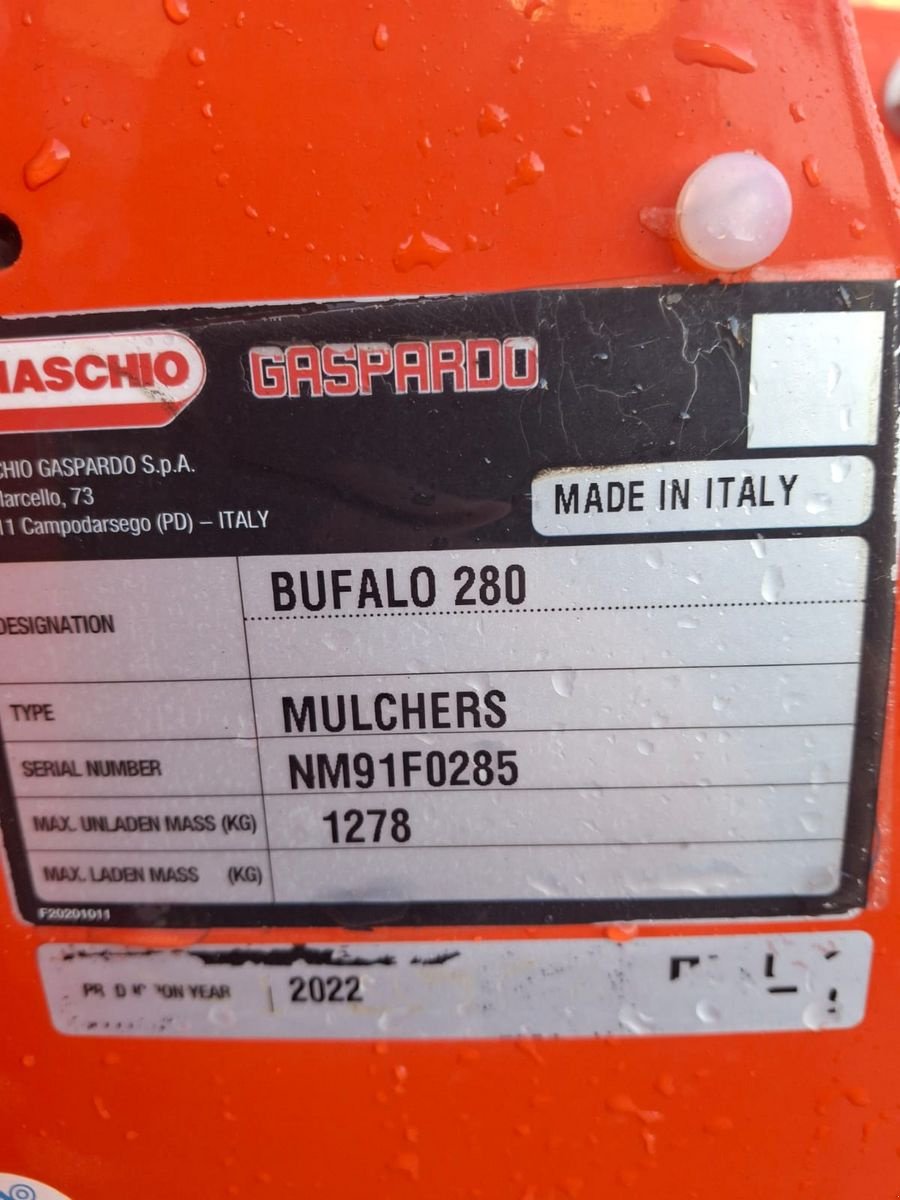 MASCHIO GASPARDO
CHIO GASPARDO S.p.A.
Marcello, 73
11 Campodarsego (PD) – ITALY
MADE IN ITALY
DESIGNATION BUFALO 280
TYPE MULCHERS
SERIAL NUMBER NM91F0285
MAX. UNLADEN MASS (KG) 1278
MAX. LADEN MASS (KG)
F20201011
YEAR 2022